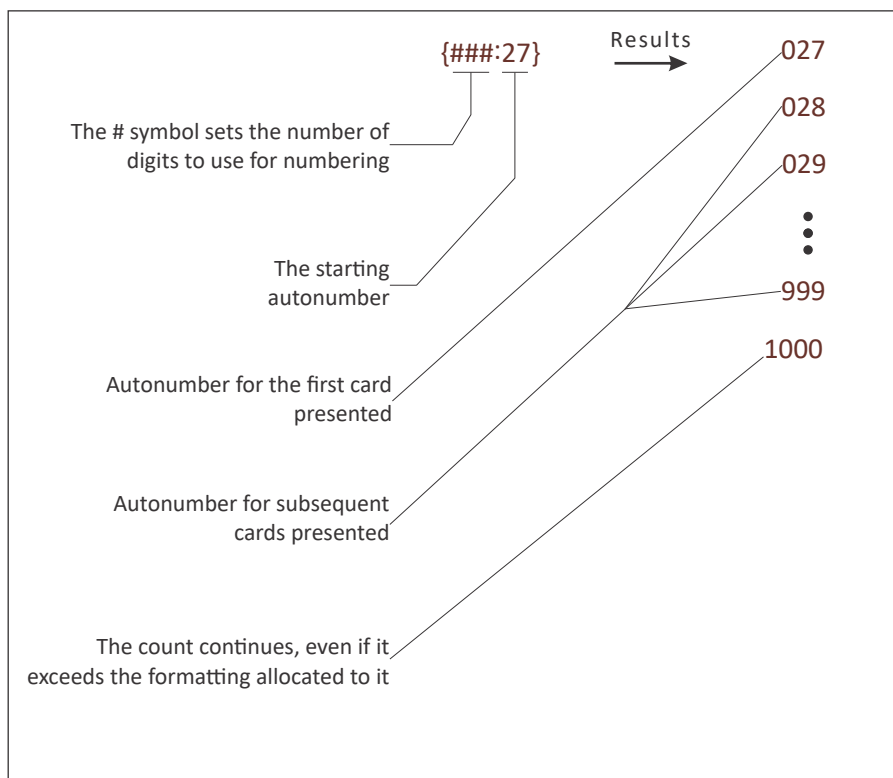 {###:27}
Results
027
028
029
999
1000
The # symbol sets the number of
digits to use for numbering
The starting
autonumber
Autonumber for the first card
presented
Autonumber for subsequent
cards presented
The count continues, even if it
exceeds the formatting allocated to it